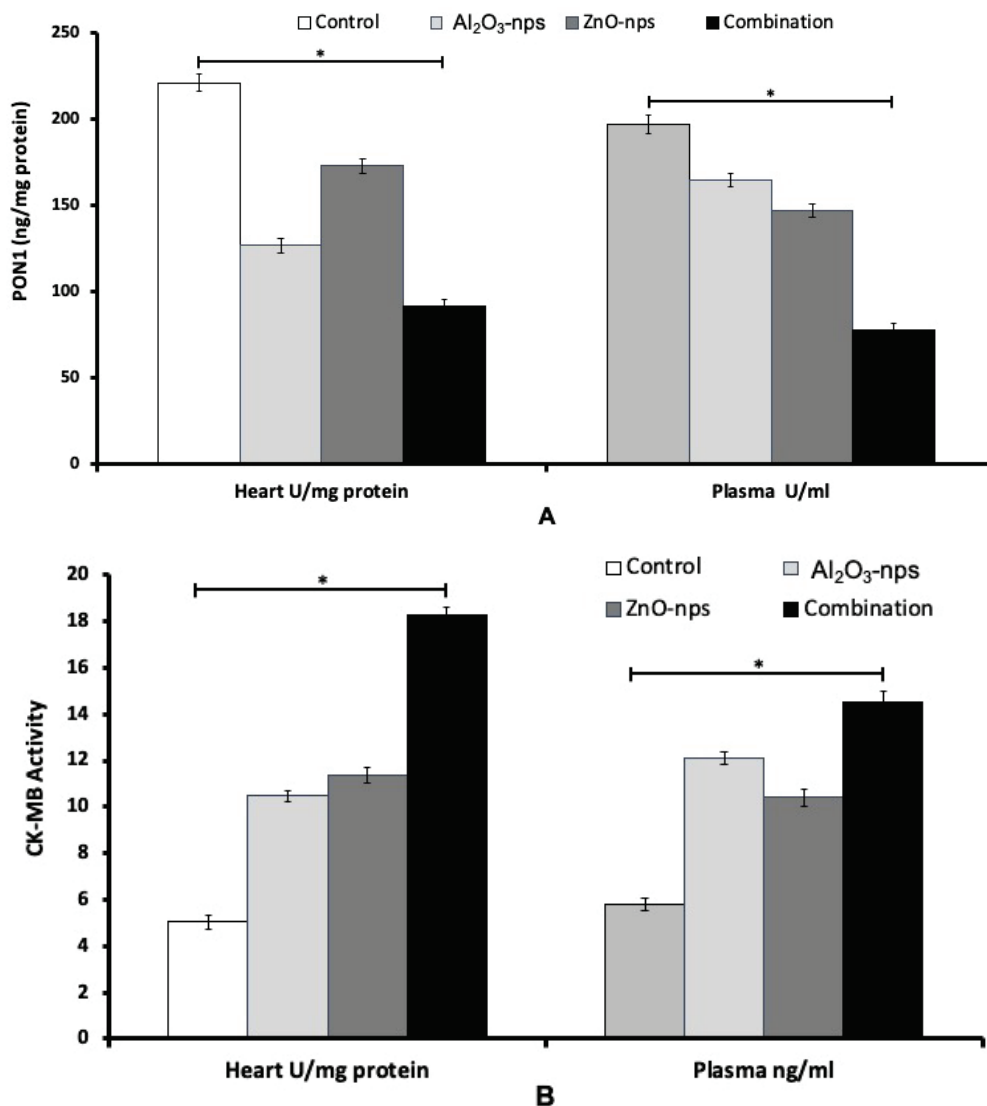 Control Al₂O₃-nps ZnO-nps Combination
250
200
150
100
50
0
PON1 (ng/mg protein)
*
*
Heart U/mg protein
Plasma U/ml
A
20
18
16
14
12
10
8
6
4
2
0
CK-MB Activity
Control Al₂O₃-nps
ZnO-nps Combination
*
*
Heart U/mg protein
Plasma ng/ml
B